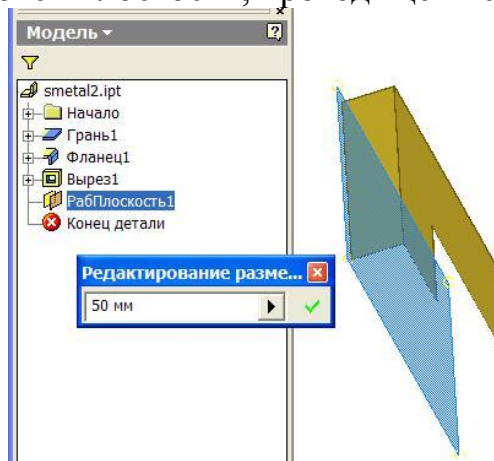 Модель
smetal2.ipt
Начало
Грань1
Фланец1
Вырез1
РабПлоскость1
Конец детали
Редактирование разме...
50 мм